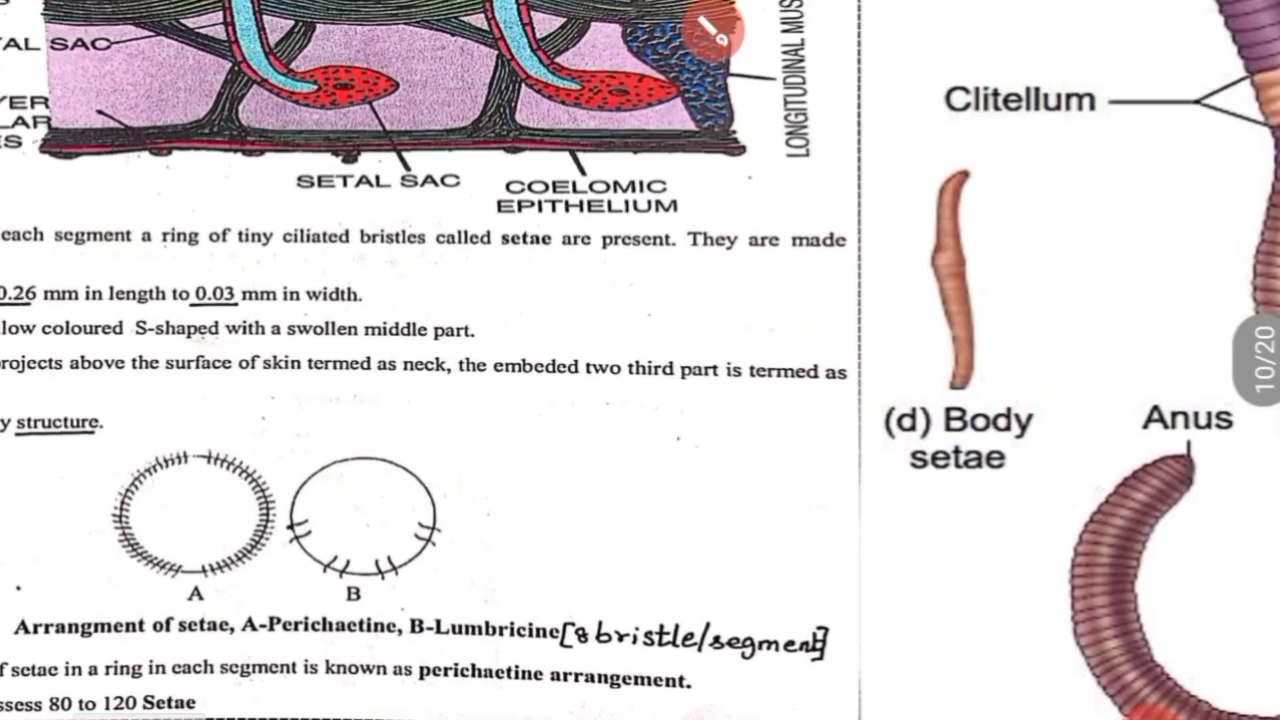 TAL SAC
YER
LAR
ES
LONGITUDINAL MUS
SETAL SAC
COELOMIC
EPITHELIUM
each segment a ring of tiny ciliated bristles called setae are present. They are made
0.26 mm in length to 0.03 mm in width.
low coloured S-shaped with a swollen middle part.
rojects above the surface of skin termed as neck, the embeded two third part is termed as
y structure.
A
B
Arrangment of setae, A-Perichaetine, B-Lumbricine [8 bristle/segment]
f setae in a ring in each segment is known as perichaetine arrangement.
ssess 80 to 120 Setae
Clitellum
(d) Body
setae
Anus
10/20